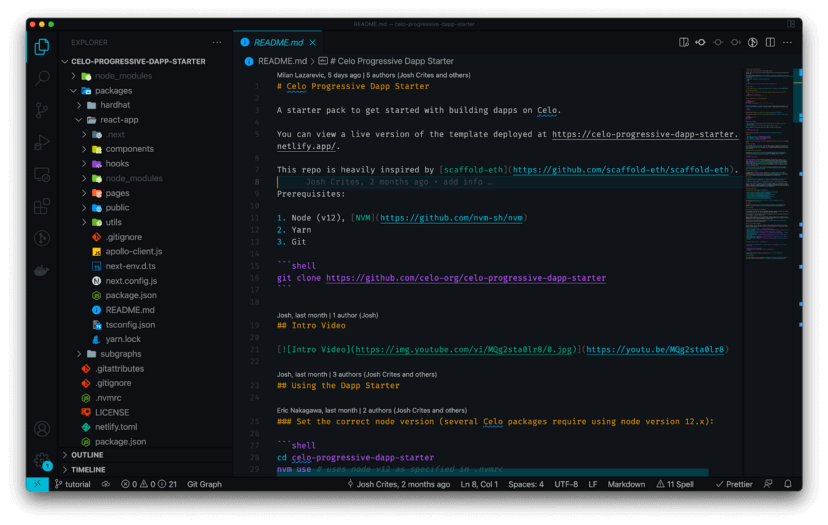 README.md — celo-progressive-dapp-starter
EXPLORER
README.md
README.md > # Celo Progressive Dapp Starter
CELO-PROGRESSIVE-DAPP-STARTER
node_modules
packages
hardhat
react-app
.next
components
hooks
node_modules
pages
public
utils
.gitignore
apollo-client.js
next-env.d.ts
next.config.js
package.json
README.md
tsconfig.json
yarn.lock
subgraphs
.gitattributes
.gitignore
.nvmrc
LICENSE
netlify.toml
package.json
OUTLINE
TIMELINE
Milan Lazarevic, 5 days ago | 5 authors (Josh Crites and others)
1 # Celo Progressive Dapp Starter
2
3 A starter pack to get started with building dapps on Celo.
4
5 You can view a live version of the template deployed at https://celo-progressive-dapp-starter.
netlify.app/.
6
7 This repo is heavily inspired by [scaffold-eth](https://github.com/scaffold-eth/scaffold-eth).
8 Josh Crites, 2 months ago • add info …
9 Prerequisites:
10
11 1. Node (v12), [NVM](https://github.com/nvm-sh/nvm)
12 2. Yarn
13 3. Git
14
15 ```shell
16 git clone https://github.com/celo-org/celo-progressive-dapp-starter
17 ```
18
Josh, last month | 1 author (Josh)
19 ## Intro Video
20
21 [![Intro Video](https://img.youtube.com/vi/MQg2sta0lr8/0.jpg)](https://youtu.be/MQg2sta0lr8)
22
Josh, last month | 3 authors (Josh Crites and others)
23 ## Using the Dapp Starter
24
Eric Nakagawa, last month | 2 authors (Josh Crites and others)
25 ### Set the correct node version (several Celo packages require using node version 12.x):
26
27 ```shell
28 cd celo-progressive-dapp-starter
29 nvm use # uses node v12 as specified in .nvmrc
1
tutorial
0 0 21
Git Graph
Josh Crites, 2 months ago
Ln 8, Col 1
Spaces: 4
UTF-8
LF
Markdown
11 Spell
Prettier